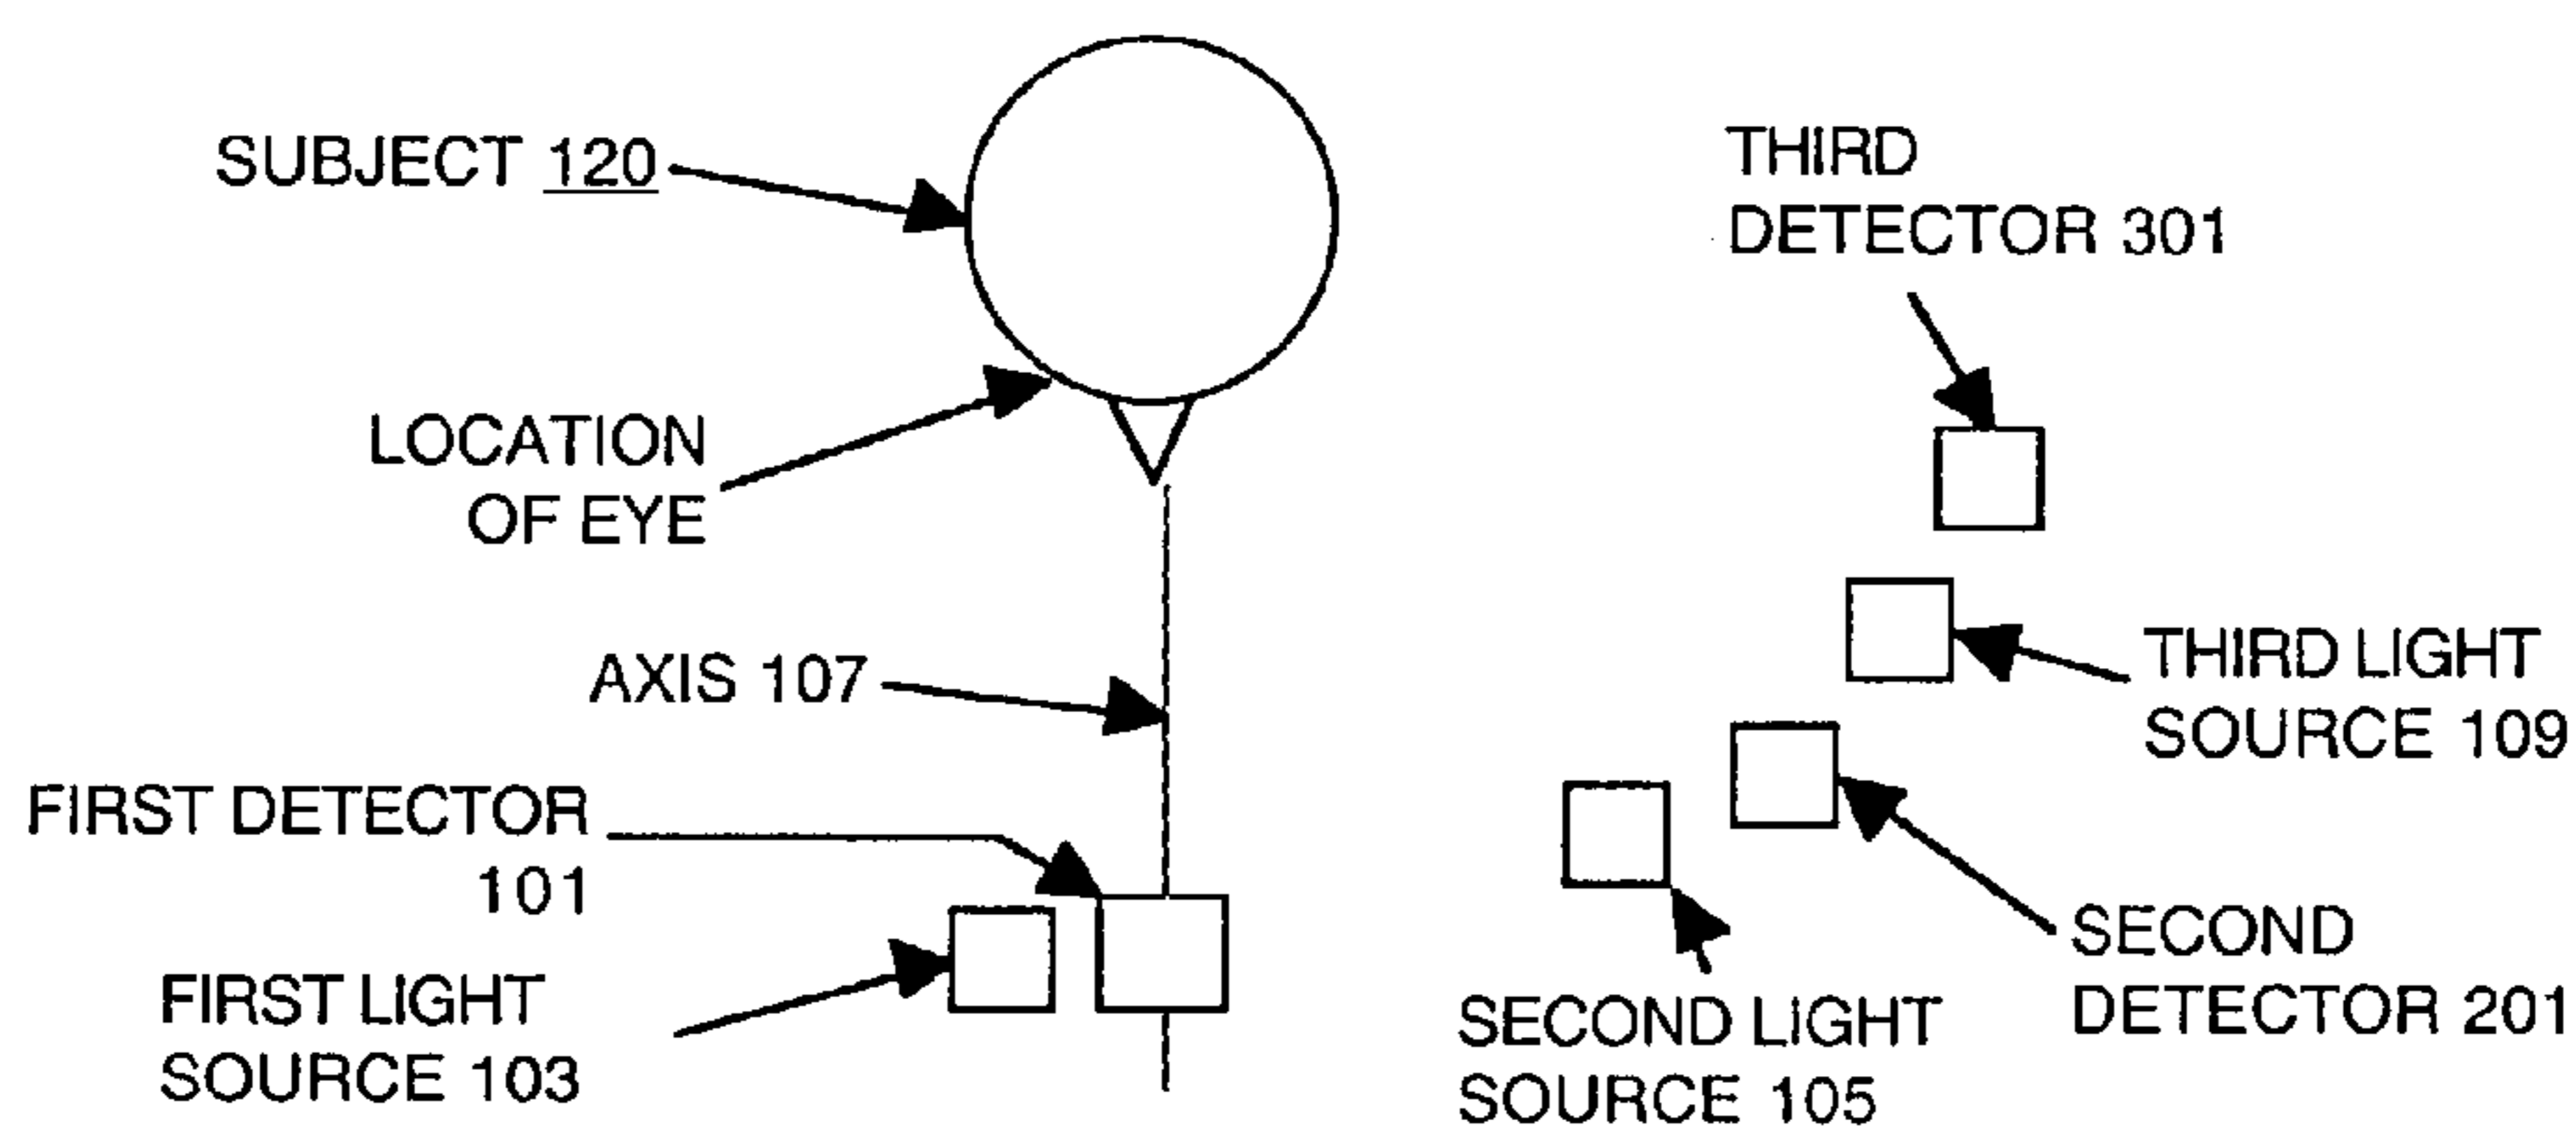 SUBJECT 120
THIRD
DETECTOR 301
LOCATION
OF EYE
AXIS 107
THIRD LIGHT
SOURCE 109
FIRST DETECTOR
101
SECOND
DETECTOR 201
FIRST LIGHT
SOURCE 103
SECOND LIGHT
SOURCE 105